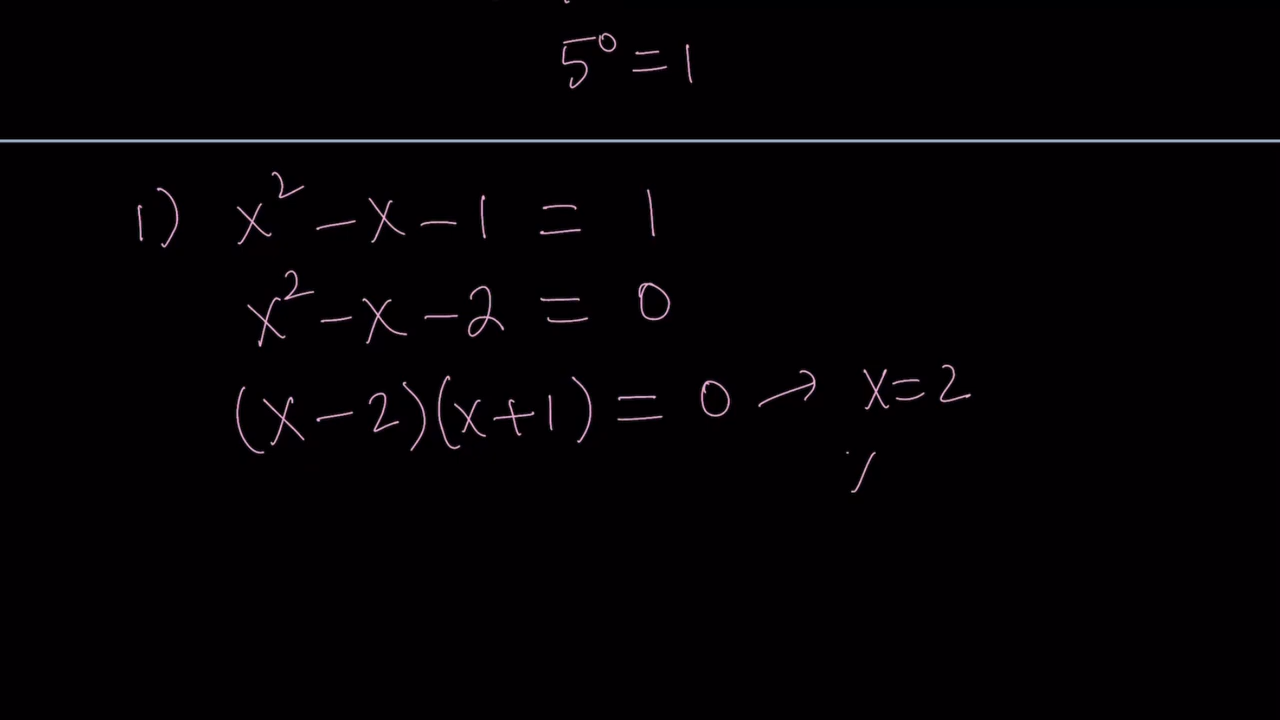 5⁰ = 1
1) x² - x - 1 = 1
x² - x - 2 = 0
(x - 2)(x + 1) = 0 → x = 2